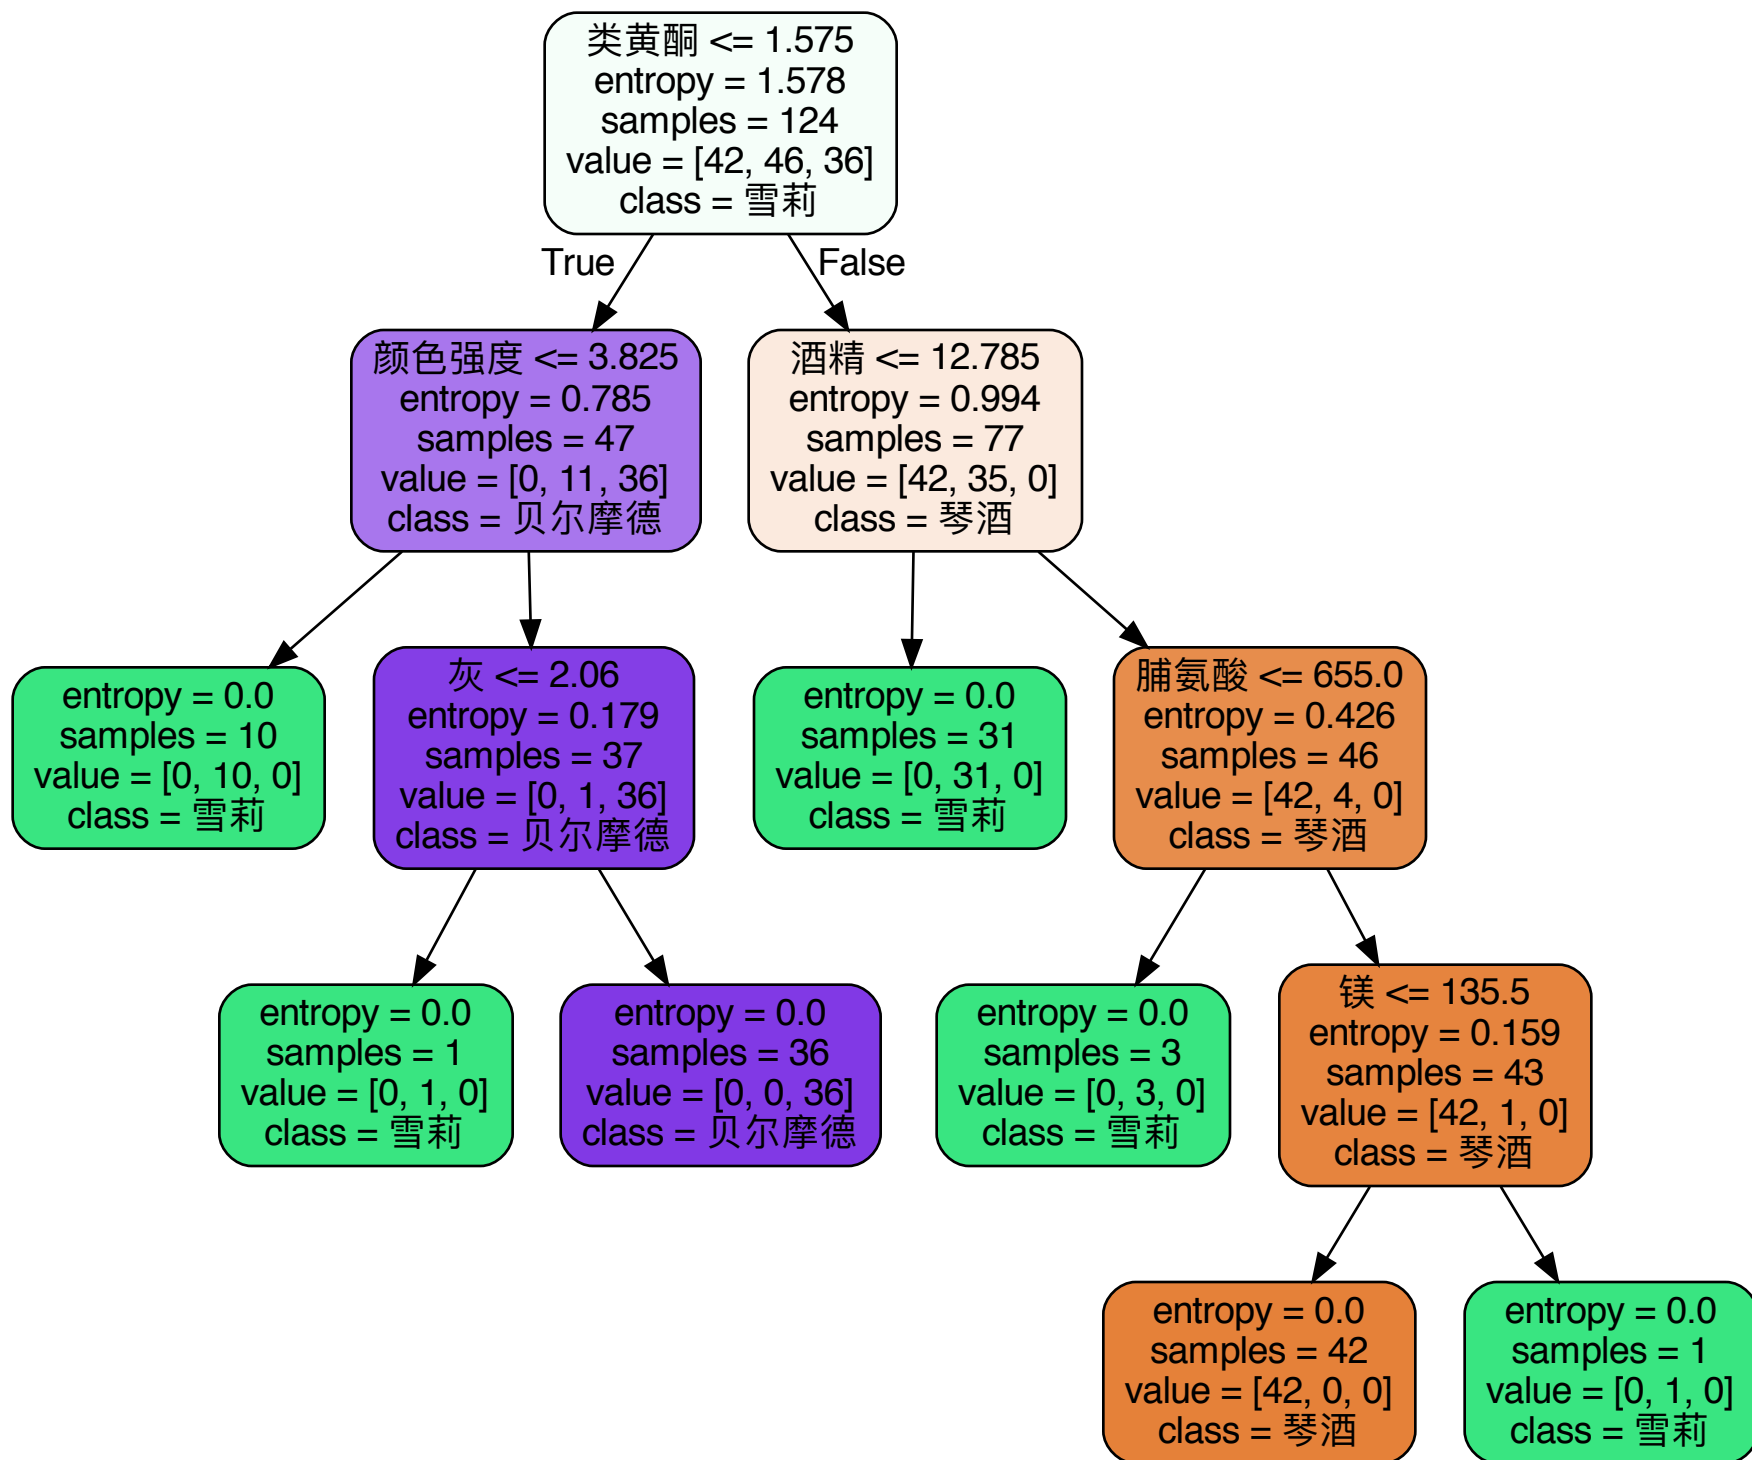 类黄酮 <= 1.575
entropy = 1.578
samples = 124
value = [42, 46, 36]
class = 雪莉
True
False
颜色强度 <= 3.825
entropy = 0.785
samples = 47
value = [0, 11, 36]
class = 贝尔摩德
酒精 <= 12.785
entropy = 0.994
samples = 77
value = [42, 35, 0]
class = 琴酒
entropy = 0.0
samples = 10
value = [0, 10, 0]
class = 雪莉
灰 <= 2.06
entropy = 0.179
samples = 37
value = [0, 1, 36]
class = 贝尔摩德
entropy = 0.0
samples = 31
value = [0, 31, 0]
class = 雪莉
脯氨酸 <= 655.0
entropy = 0.426
samples = 46
value = [42, 4, 0]
class = 琴酒
entropy = 0.0
samples = 1
value = [0, 1, 0]
class = 雪莉
entropy = 0.0
samples = 36
value = [0, 0, 36]
class = 贝尔摩德
entropy = 0.0
samples = 3
value = [0, 3, 0]
class = 雪莉
镁 <= 135.5
entropy = 0.159
samples = 43
value = [42, 1, 0]
class = 琴酒
entropy = 0.0
samples = 42
value = [42, 0, 0]
class = 琴酒
entropy = 0.0
samples = 1
value = [0, 1, 0]
class = 雪莉